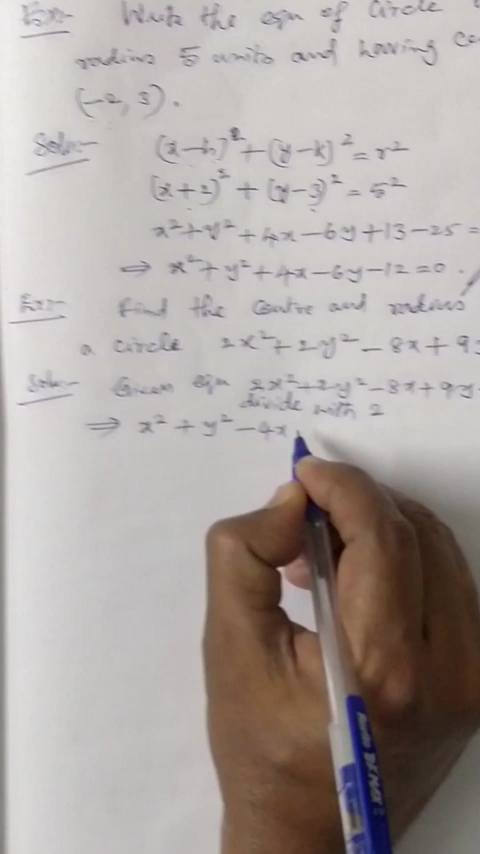 Ex:- Write the eqn of circle
radius 5 units and having ce
(-2, 3).
Soln:- (x-h)² + (y-k)² = r²
(x+2)² + (y-3)² = 5²
x² + y² + 4x - 6y + 13 - 25 =
⇒ x² + y² + 4x - 6y - 12 = 0.
Ex:- Find the centre and radius
a circle 2x² + 2y² - 8x + 9y
Soln:- Given eqn 2x² + 2y² - 8x + 9y
divide with 2
⇒ x² + y² - 4x